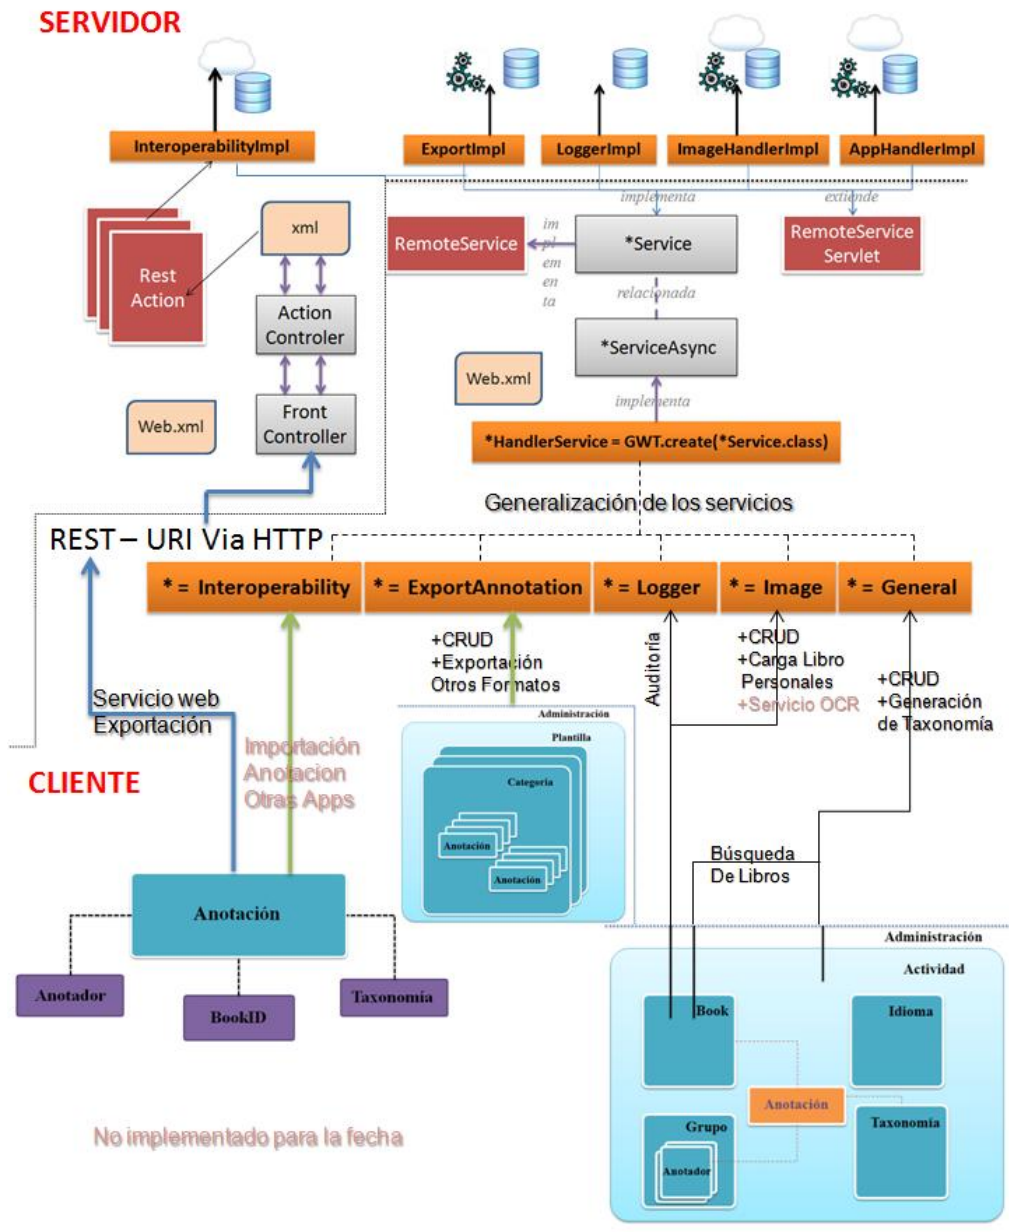 SERVIDOR
InteroperabilityImpl
ExportImpl
LoggerImpl
ImageHandlerImpl
AppHandlerImpl
implementa
extiende
xml
RemoteService
im
pl
em
en
ta
*Service
RemoteService
Servlet
Rest
Action
relacionada
Action
Controler
*ServiceAsync
Web.xml
implementa
Web.xml
Front
Controller
*HandlerService = GWT.create(*Service.class)
Generalización de los servicios
REST – URI Via HTTP
* = Interoperability
* = ExportAnnotation
* = Logger
* = Image
* = General
+CRUD
+Exportación
Otros Formatos
Auditoría
+CRUD
+Carga Libro
Personales
+Servicio OCR
+CRUD
+Generación
de Taxonomía
Servicio web
Exportación
Importación
Anotacion
Otras Apps
CLIENTE
Administración
Plantilla
Categoría
Anotación
Anotación
Búsqueda
De Libros
Anotación
Anotador
BookID
Taxonomía
Administración
Actividad
Book
Idioma
Anotación
Grupo
Anotador
Taxonomía
No implementado para la fecha